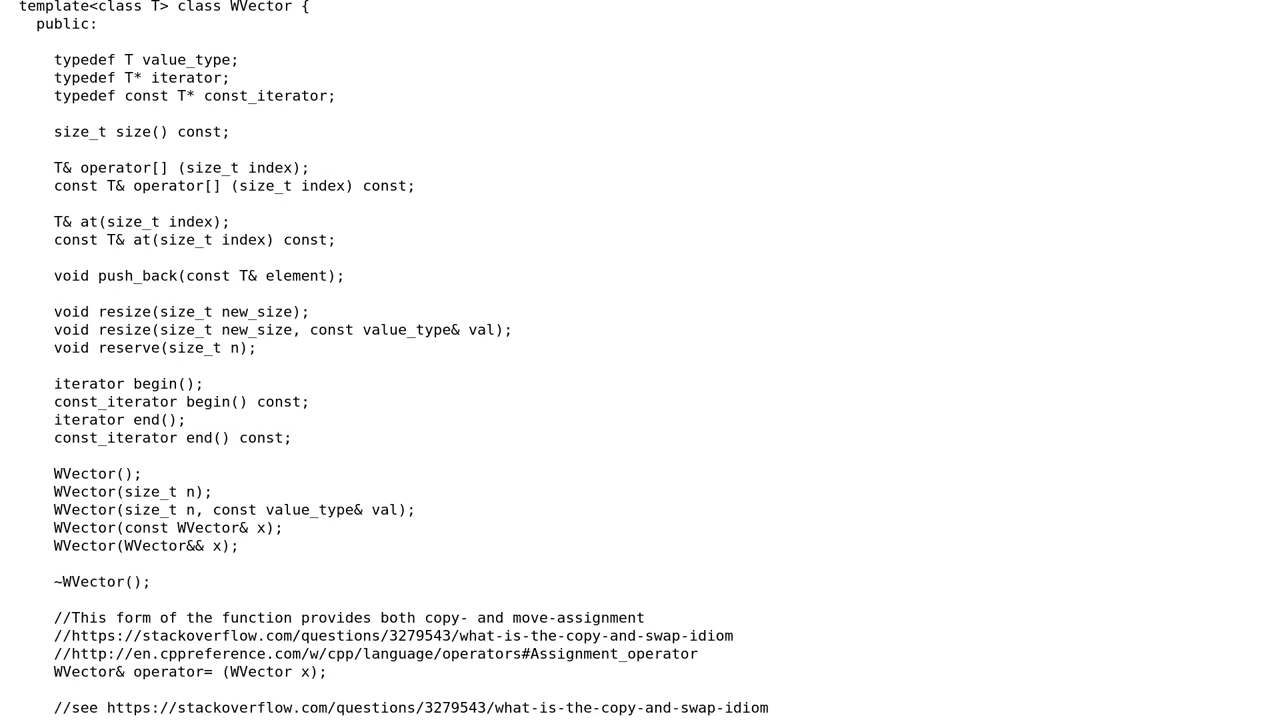 template<class T> class WVector {
public:
typedef T value_type;
typedef T* iterator;
typedef const T* const_iterator;
size_t size() const;
T& operator[] (size_t index);
const T& operator[] (size_t index) const;
T& at(size_t index);
const T& at(size_t index) const;
void push_back(const T& element);
void resize(size_t new_size);
void resize(size_t new_size, const value_type& val);
void reserve(size_t n);
iterator begin();
const_iterator begin() const;
iterator end();
const_iterator end() const;
WVector();
WVector(size_t n);
WVector(size_t n, const value_type& val);
WVector(const WVector& x);
WVector(WVector&& x);
~WVector();
//This form of the function provides both copy- and move-assignment
//https://stackoverflow.com/questions/3279543/what-is-the-copy-and-swap-idiom
//http://en.cppreference.com/w/cpp/language/operators#Assignment_operator
WVector& operator= (WVector x);
//see https://stackoverflow.com/questions/3279543/what-is-the-copy-and-swap-idiom